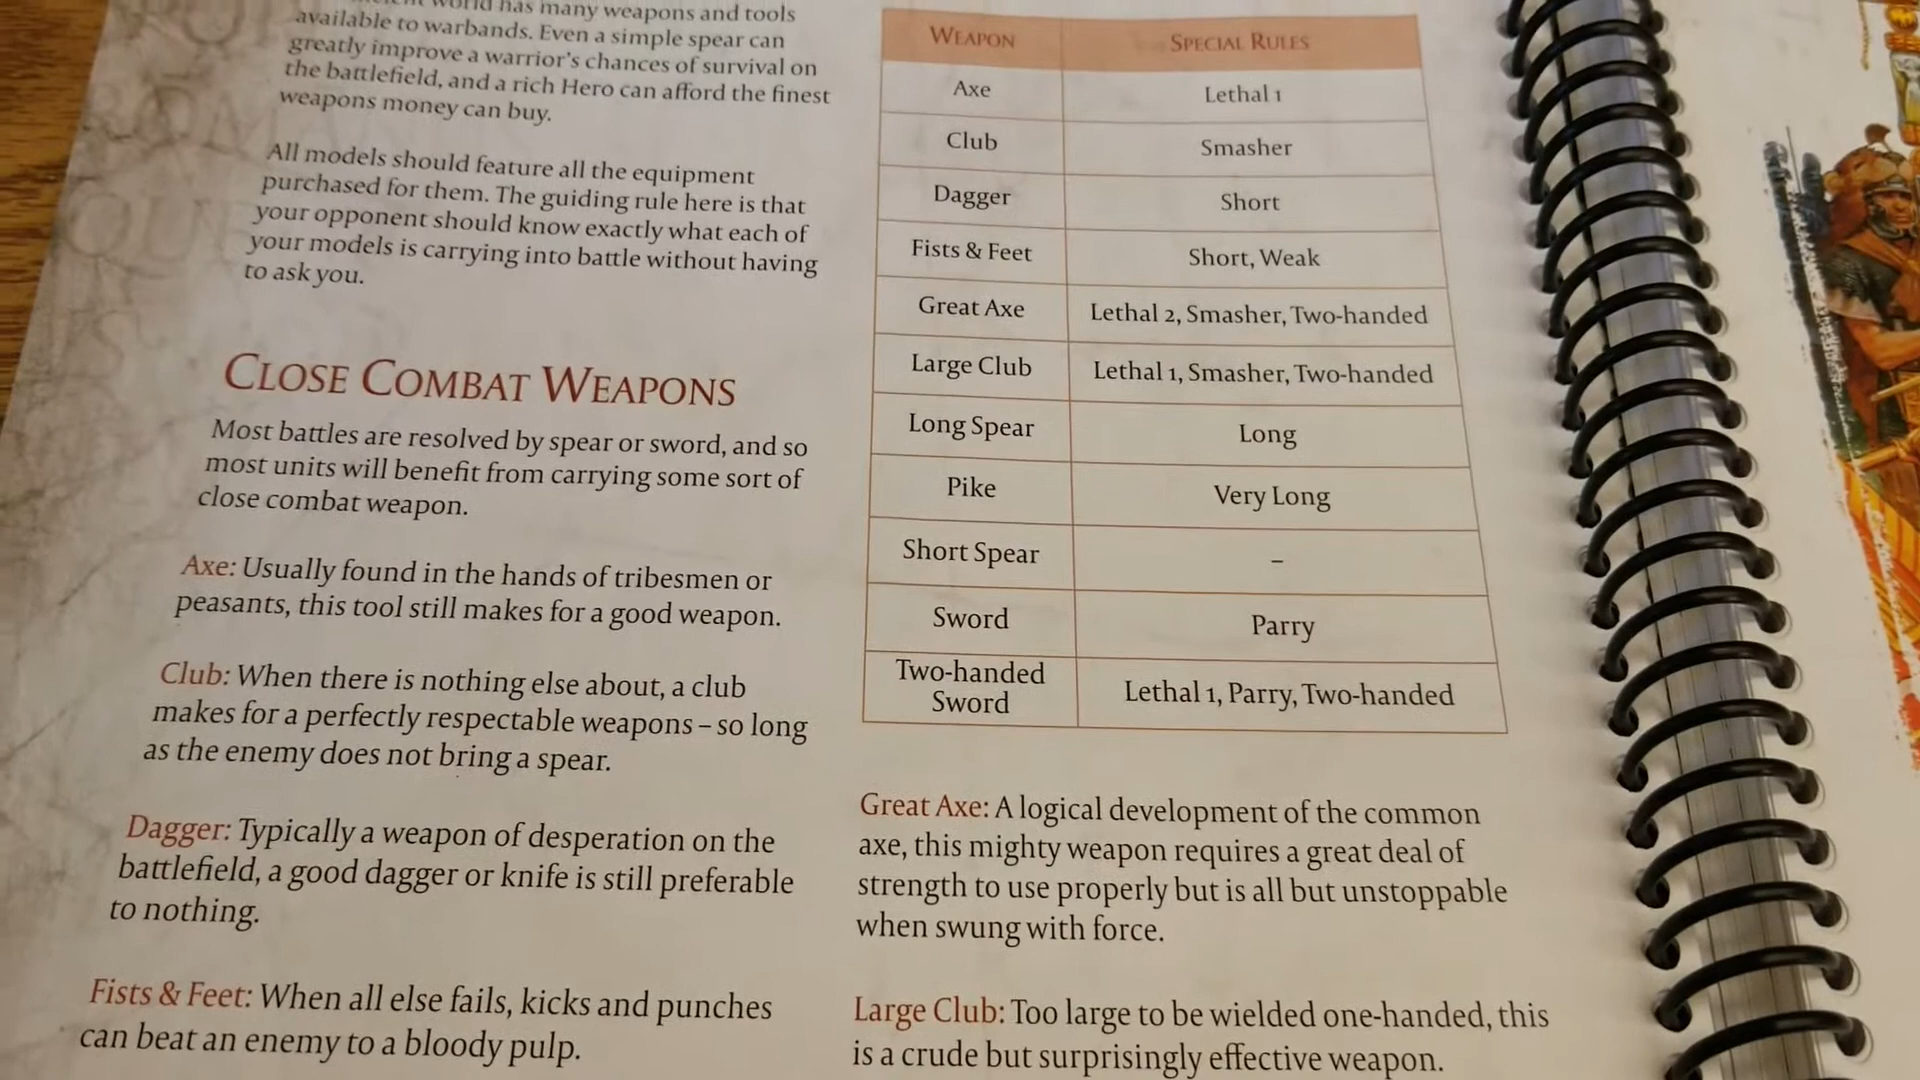 world has many weapons and tools
available to warbands. Even a simple spear can
greatly improve a warrior's chances of survival on
the battlefield, and a rich Hero can afford the finest
weapons money can buy.
All models should feature all the equipment
purchased for them. The guiding rule here is that
your opponent should know exactly what each of
your models is carrying into battle without having
to ask you.
CLOSE COMBAT WEAPONS
Most battles are resolved by spear or sword, and so
most units will benefit from carrying some sort of
close combat weapon.
Axe: Usually found in the hands of tribesmen or
peasants, this tool still makes for a good weapon.
Club: When there is nothing else about, a club
makes for a perfectly respectable weapons – so long
as the enemy does not bring a spear.
Dagger: Typically a weapon of desperation on the
battlefield, a good dagger or knife is still preferable
to nothing.
Fists & Feet: When all else fails, kicks and punches
can beat an enemy to a bloody pulp.
WEAPON SPECIAL RULES
Axe Lethal 1
Club Smasher
Dagger Short
Fists & Feet Short, Weak
Great Axe Lethal 2, Smasher, Two-handed
Large Club Lethal 1, Smasher, Two-handed
Long Spear Long
Pike Very Long
Short Spear –
Sword Parry
Two-handed
Sword Lethal 1, Parry, Two-handed
Great Axe: A logical development of the common
axe, this mighty weapon requires a great deal of
strength to use properly but is all but unstoppable
when swung with force.
Large Club: Too large to be wielded one-handed, this
is a crude but surprisingly effective weapon.